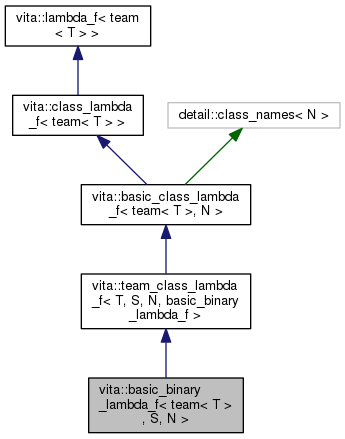 vita::lambda_f< team
< T > >
vita::class_lambda
_f< team< T > >
detail::class_names< N >
vita::basic_class_lambda
_f< team< T >, N >
vita::team_class_lambda
_f< T, S, N, basic_binary
_lambda_f >
vita::basic_binary
_lambda_f< team< T >
, S, N >